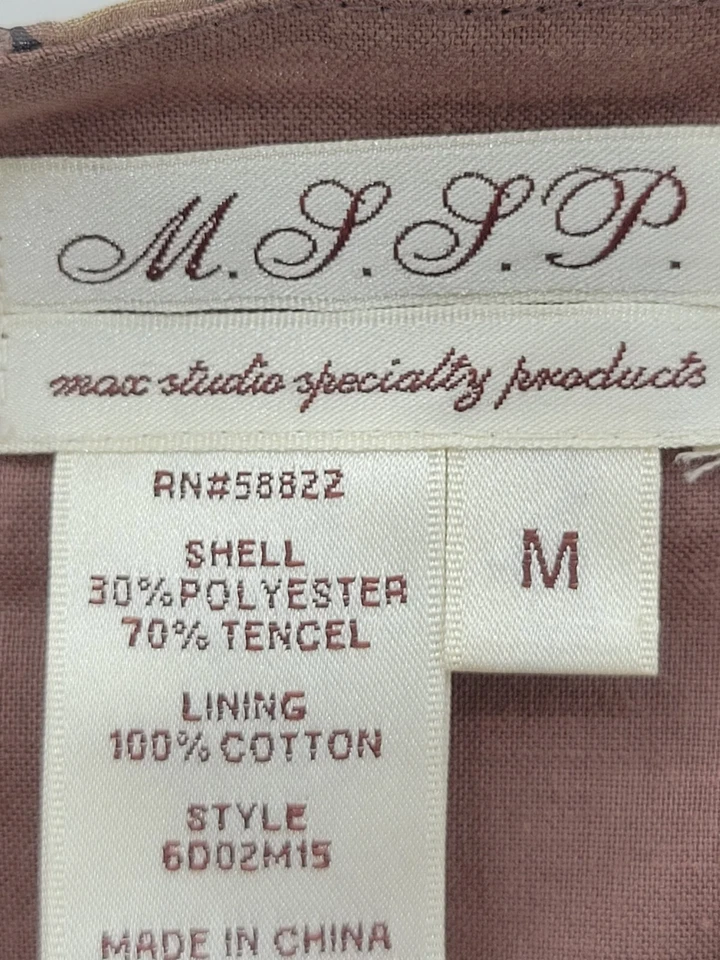 M.S.S.P.
max studio specialty products
RN#58822
M
SHELL
30%POLYESTER
70% TENCEL
LINING
100% COTTON
STYLE
6D02M15
MADE IN CHINA